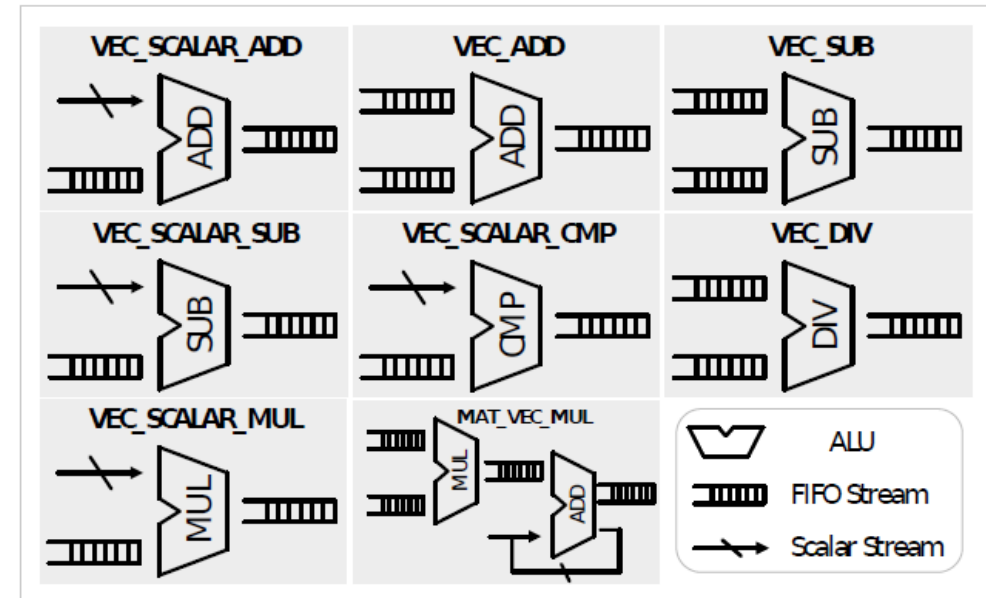 VEC_SCALAR_ADD
VEC_ADD
VEC_SUB
ADD
ADD
SUB
VEC_SCALAR_SUB
VEC_SCALAR_CMP
VEC_DIV
SUB
CMP
DIV
VEC_SCALAR_MUL
MAT_VEC_MUL
MUL
MUL
ADD
ALU
FIFO Stream
Scalar Stream